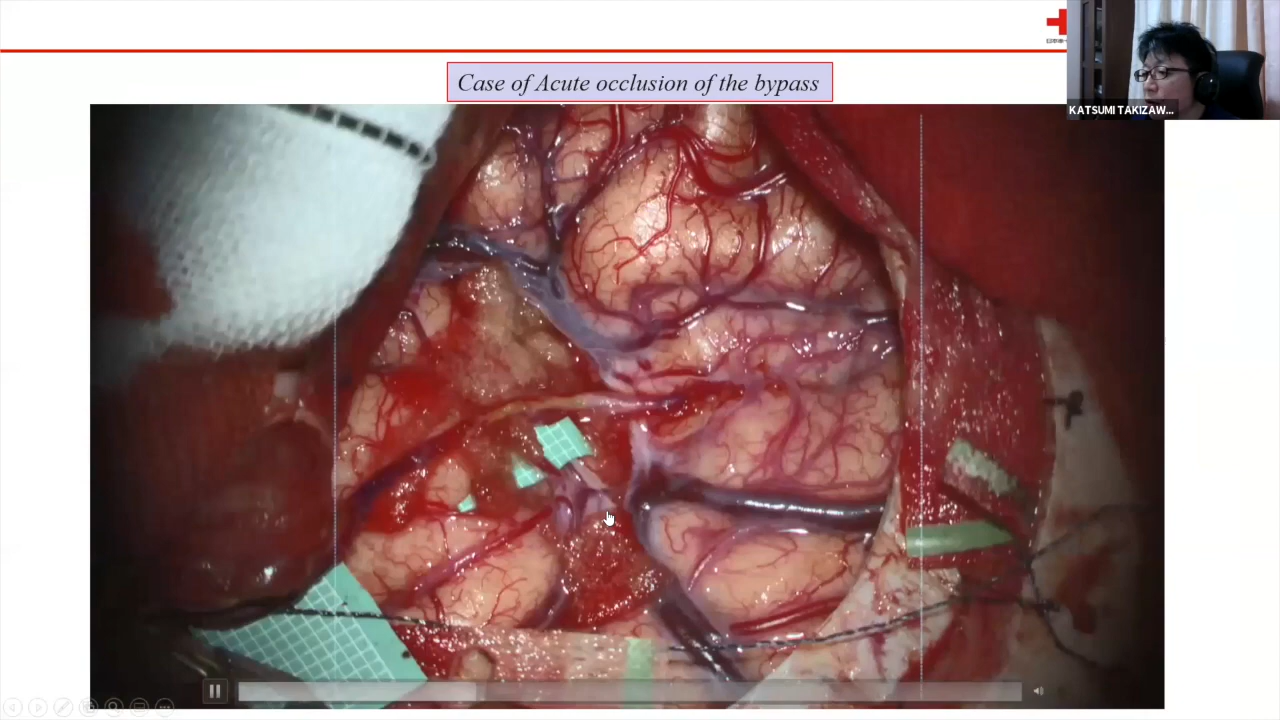 Case of Acute occlusion of the bypass
KATSUMI TAKIZAW...